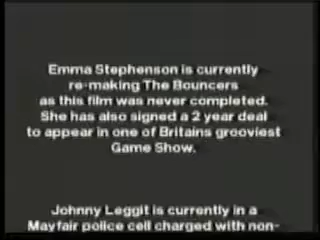 Emma Stephenson is currently
re-making The Bouncers
as this film was never completed.
She has also signed a 2 year deal
to appear in one of Britains grooviest
Game Show.
Johnny Leggit is currently in a
Mayfair police cell charged with non-